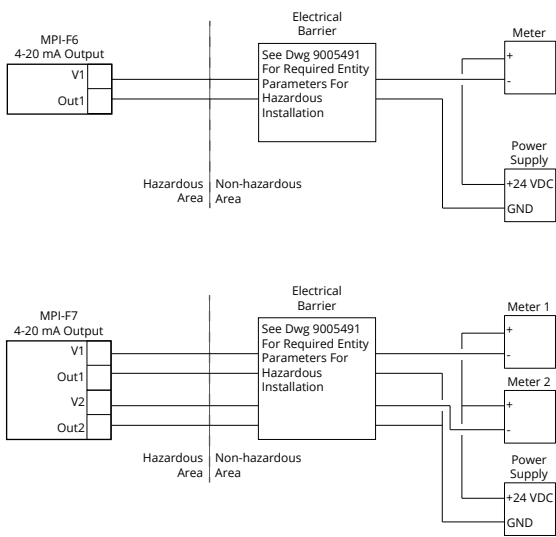 Electrical
Barrier
MPI-F6
4-20 mA Output
V1
Out1
See Dwg 9005491
For Required Entity
Parameters For
Hazardous
Installation
Meter
+
-
Power
Supply
+24 VDC
GND
Hazardous
Area
Non-hazardous
Area
Electrical
Barrier
MPI-F7
4-20 mA Output
V1
Out1
V2
Out2
See Dwg 9005491
For Required Entity
Parameters For
Hazardous
Installation
Meter 1
+
-
Meter 2
+
-
Power
Supply
+24 VDC
GND
Hazardous
Area
Non-hazardous
Area